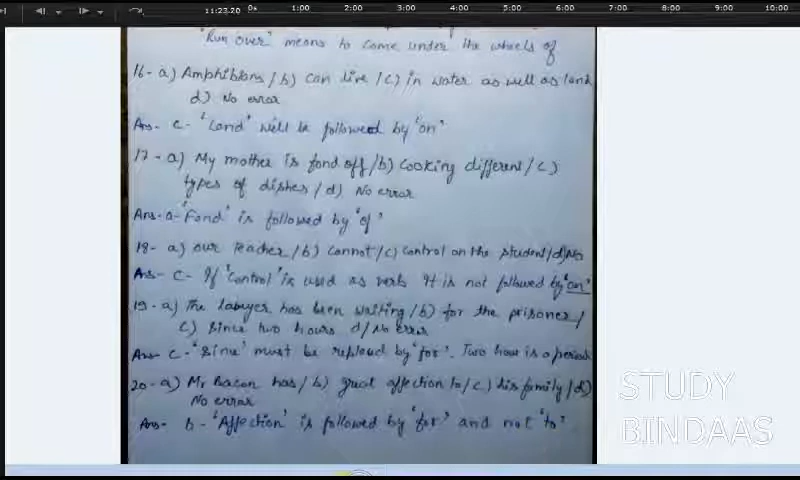 11:23.20 0s 1:00 2:00 3:00 4:00 5:00 6:00 7:00 8:00 9:00 10:00
"Run over" means to come under the wheels of
16- a) Amphibians / b) can live / c) in water as well as land
d) No error
Ans- c- 'Land' will be followed by "on"
17- a) My mother is fond off / b) cooking different / c)
types of dishes / d) No error
Ans- a- "Fond" is followed by "of"
18- a) our teacher / b) cannot / c) control on the student / d) No
Ans- c- If "control" is used as verb It is not followed by "on"
19- a) The lawyer has been waiting / b) for the prisoner /
c) since two hours d/ No error
Ans- c- "Since" must be replaced by "for". Two hour is a period
20- a) Mr Bacon has / b) great affection to / c) his family / d)
No error
Ans- b- 'Affection' is followed by "for" and not "to"
STUDY
BINDAAS